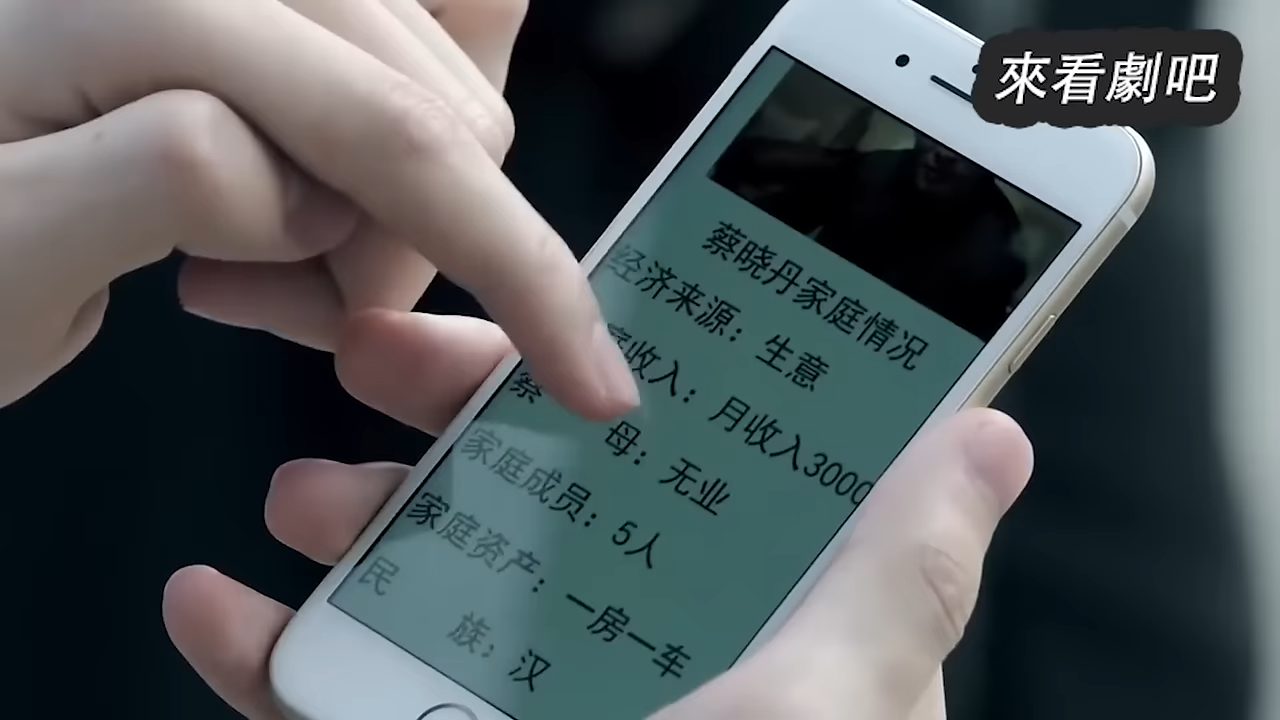 來看劇吧
蔡晓丹家庭情况
经济来源：生意
收入：月收入3000
蔡 母：无业
家庭成员：5人
家庭资产：一房一车
民 族：汉